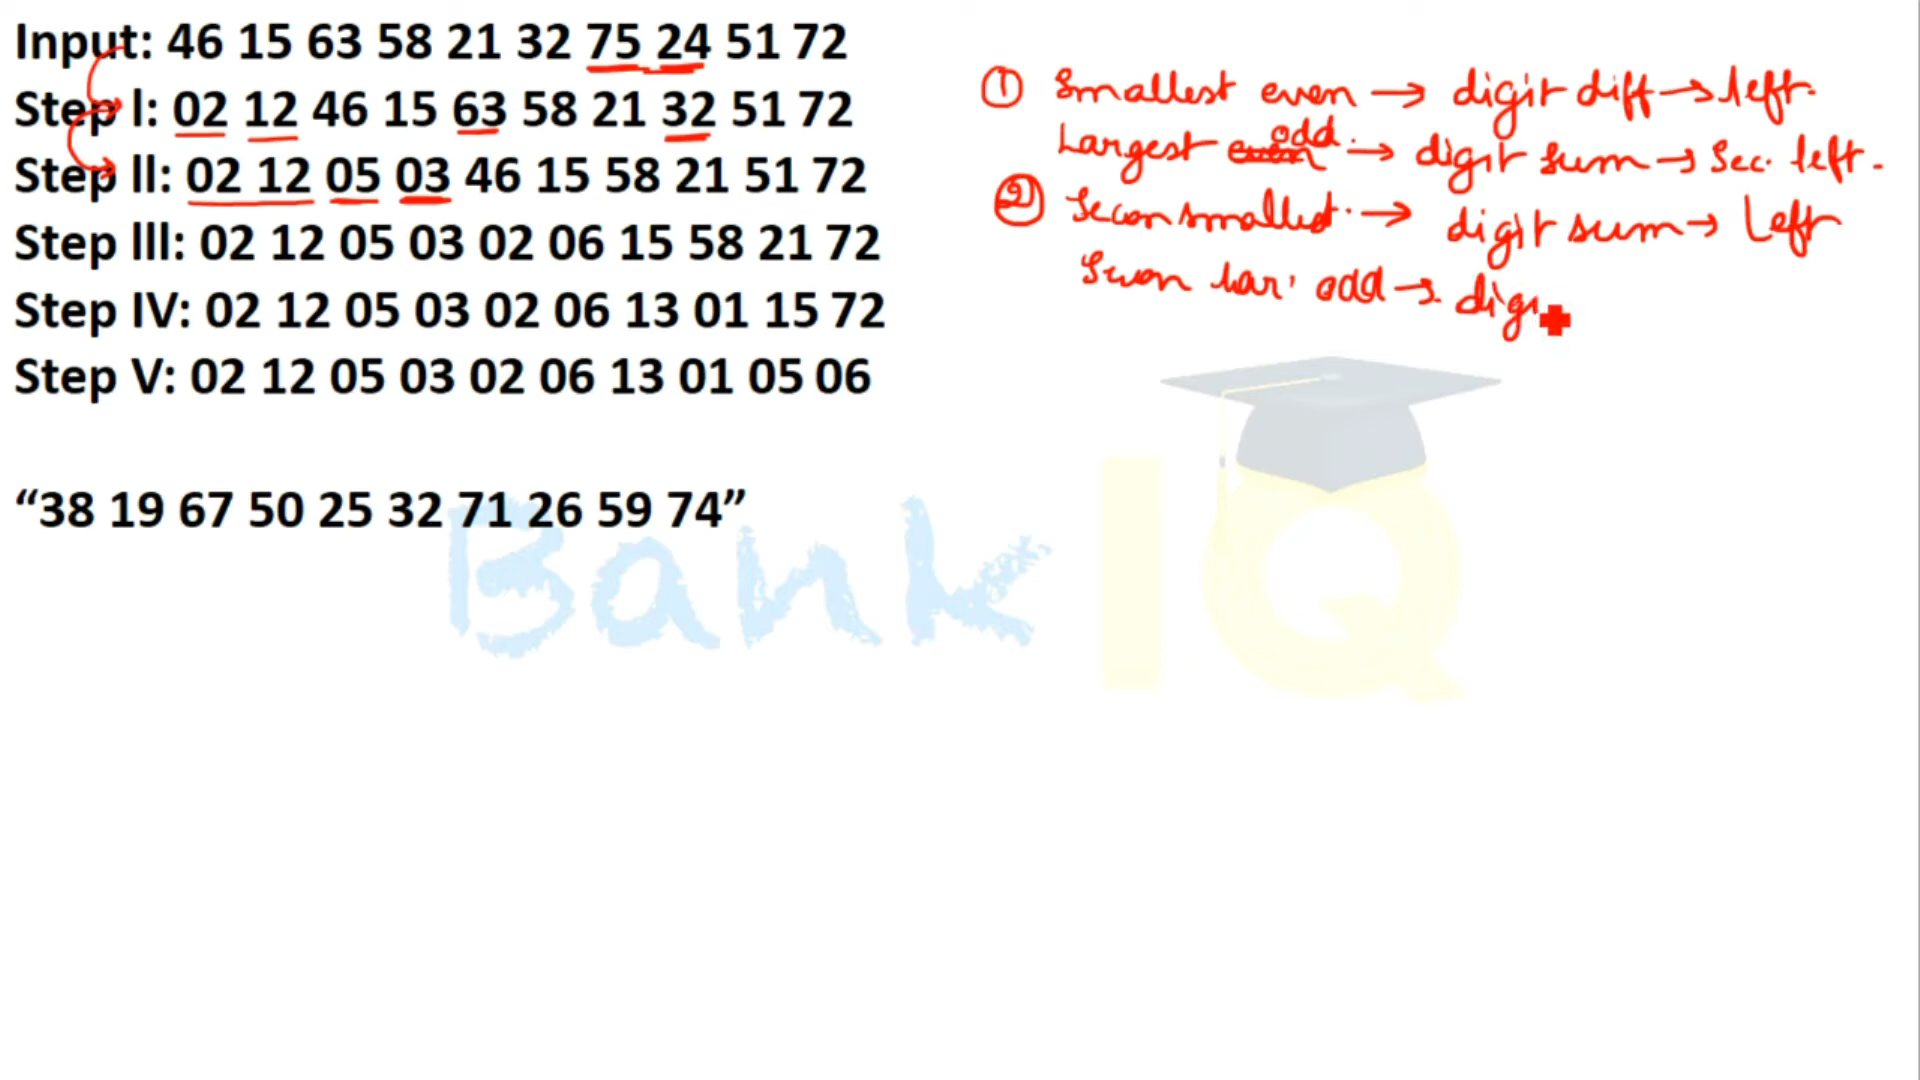 Input: 46 15 63 58 21 32 75 24 51 72
Step I: 02 12 46 15 63 58 21 32 51 72
Step II: 02 12 05 03 46 15 58 21 51 72
Step III: 02 12 05 03 02 06 15 58 21 72
Step IV: 02 12 05 03 02 06 13 01 15 72
Step V: 02 12 05 03 02 06 13 01 05 06
“38 19 67 50 25 32 71 26 59 74”
① Smallest even → digit diff → left.
Largest even odd. → digit sum → Sec. left.
② Secon smallest. → digit sum → Left
Secon lar. odd → digi
Bank IQ